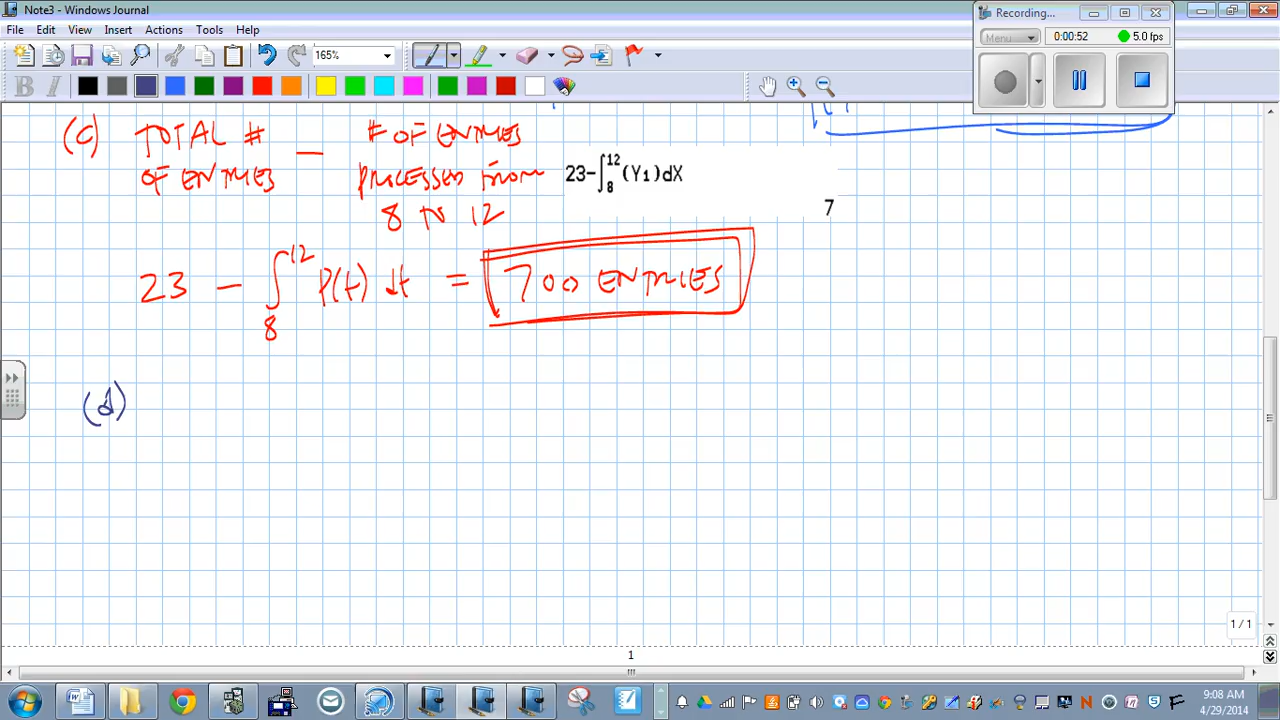 Note3 - Windows Journal
File Edit View Insert Actions Tools Help
165%
Recording...
Menu
0:00:52
5.0 fps
(C) TOTAL # OF ENTRIES — # OF ENTRIES PROCESSED FROM 8 TO 12
23-∫₈¹²(Y₁)dX
7
23 - ∫₈¹² P(t) dt = 700 ENTRIES
(d)
1 / 1
1
9:08 AM
4/29/2014